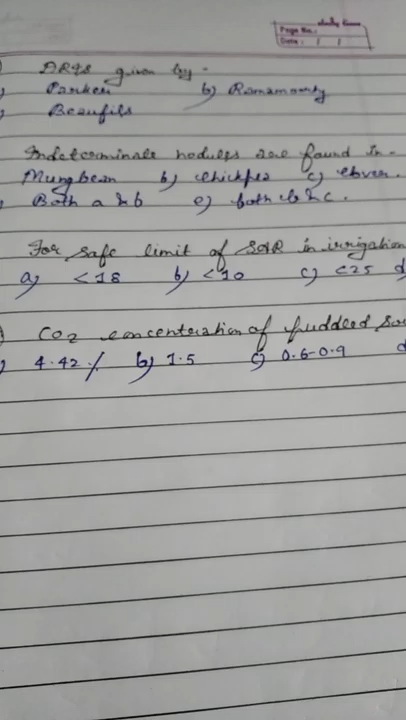 Page No.:
Date: / /
DRIS given by -
Parker b) Ramamorty
Beaufils
Indeterminate nodules are found in -
Mungbean b) chickpea c) clover.
Both a & b e) both b & c.
For safe limit of SAR in irrigation
a) <18 b) <10 c) <25 d
CO2 concentration of puddled
4.42 % b) 1.5 c) 0.6-0.9 d